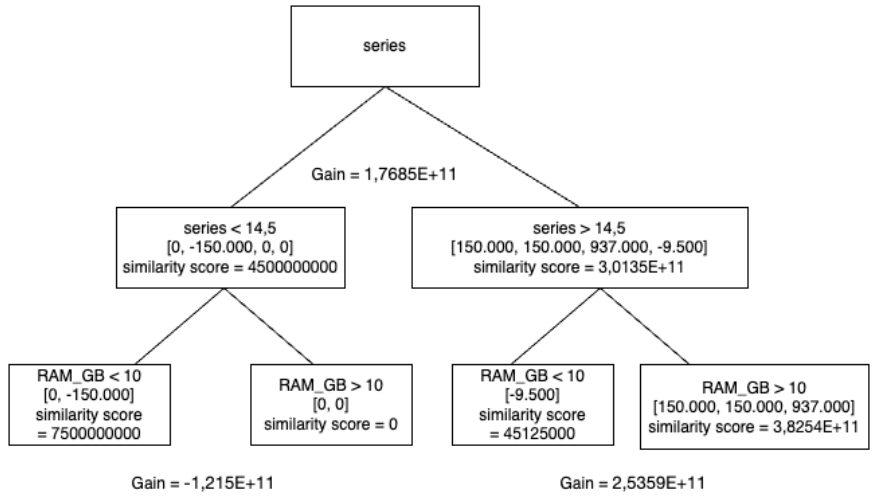 series
Gain = 1,7685E+11
series < 14,5
[0, -150.000, 0, 0]
similarity score = 4500000000
series > 14,5
[150.000, 150.000, 937.000, -9.500]
similarity score = 3,0135E+11
RAM_GB < 10
[0, -150.000]
similarity score
= 7500000000
RAM_GB > 10
[0, 0]
similarity score = 0
RAM_GB < 10
[-9.500]
similarity score
= 45125000
RAM_GB > 10
[150.000, 150.000, 937.000]
similarity score = 3,8254E+11
Gain = -1,215E+11
Gain = 2,5359E+11